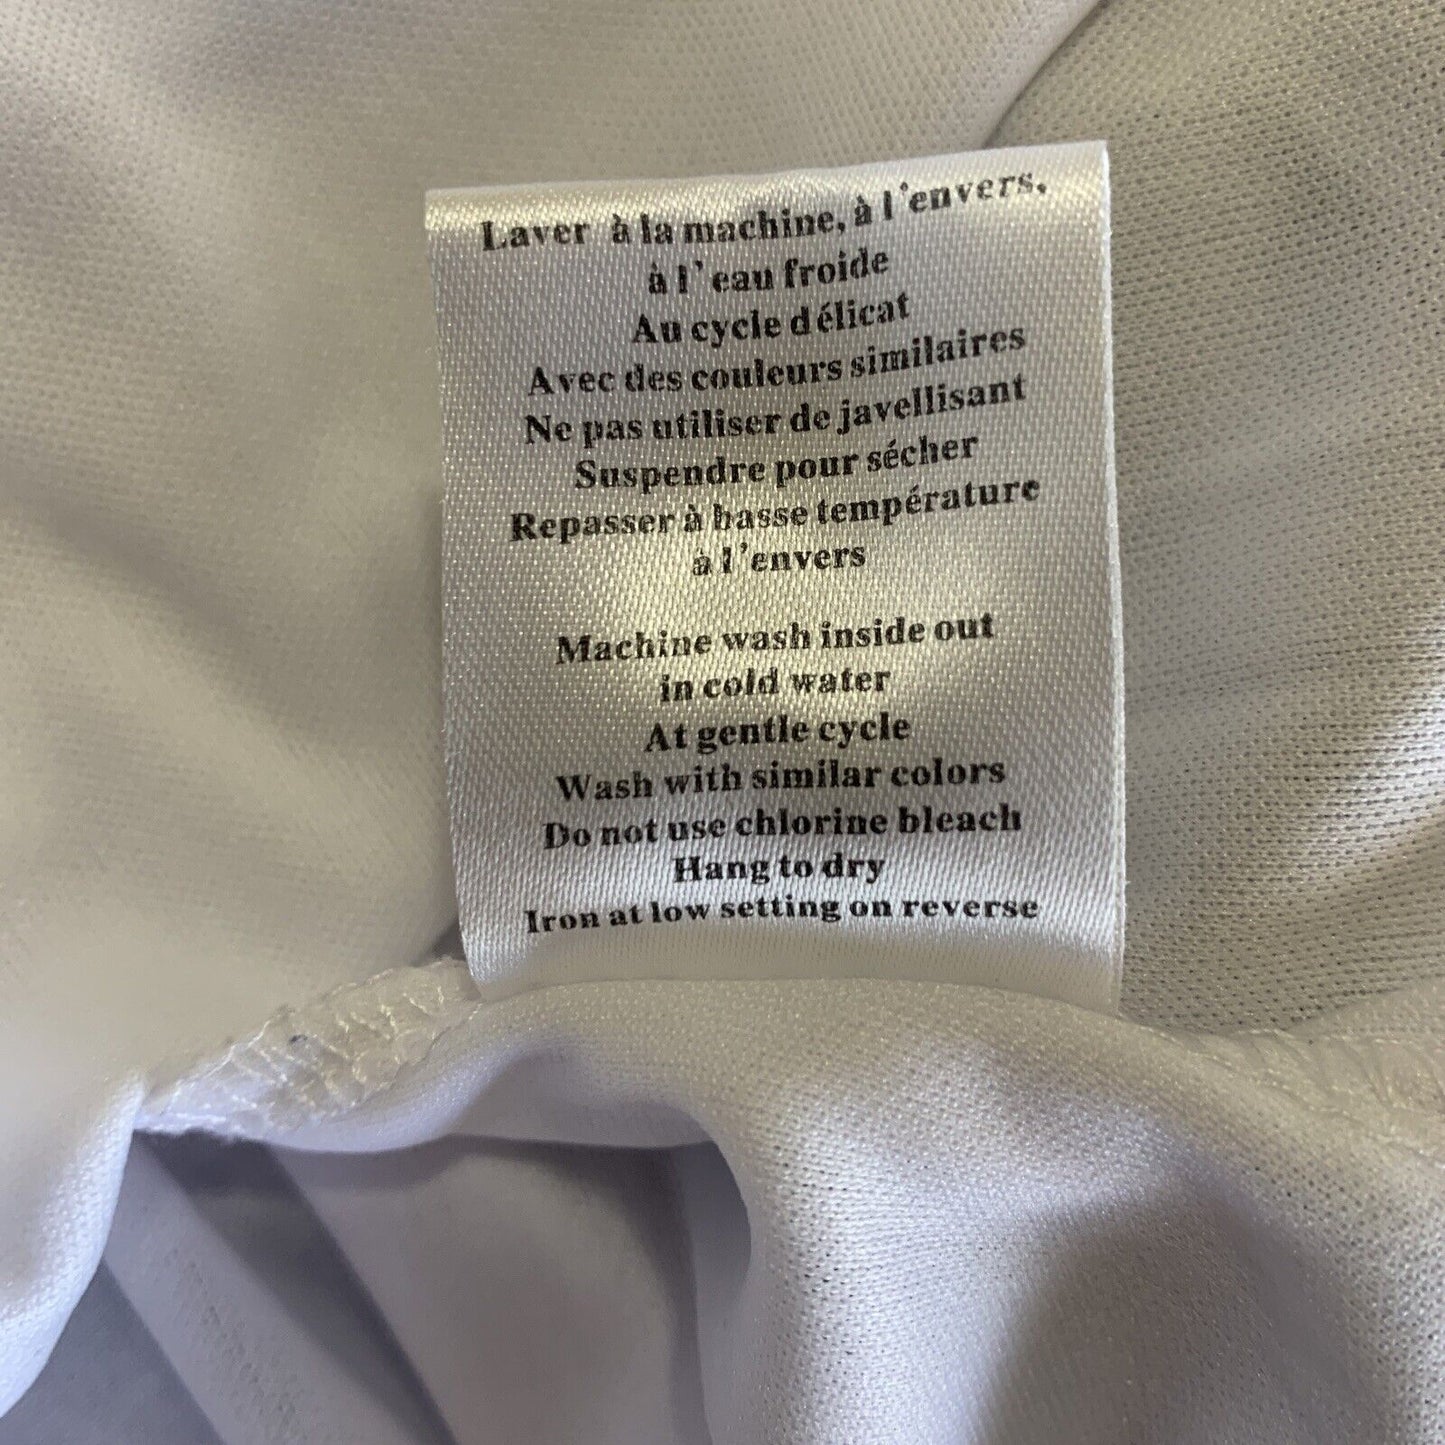 Laver à la machine, à l'envers,
à l'eau froide
Au cycle délicat
Avec des couleurs similaires
Ne pas utiliser de javellisant
Suspendre pour sécher
Repasser à basse température
à l'envers
Machine wash inside out
in cold water
At gentle cycle
Wash with similar colors
Do not use chlorine bleach
Hang to dry
Iron at low setting on reverse